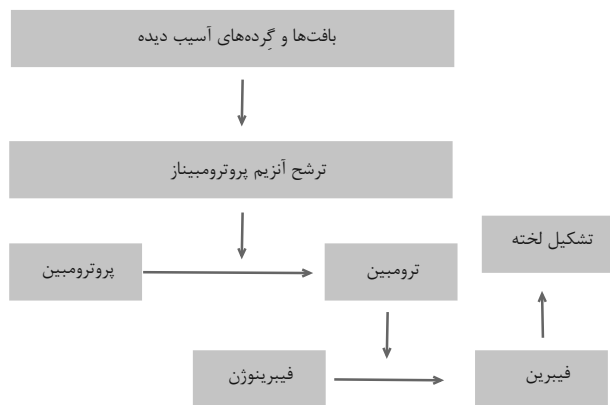 بافت‌ها و گِرده‌های آسیب دیده
ترشح آنزیم پروترومبیناز
تشکیل لخته
پروترومبین
ترومبین
فیبرینوژن
فیبرین